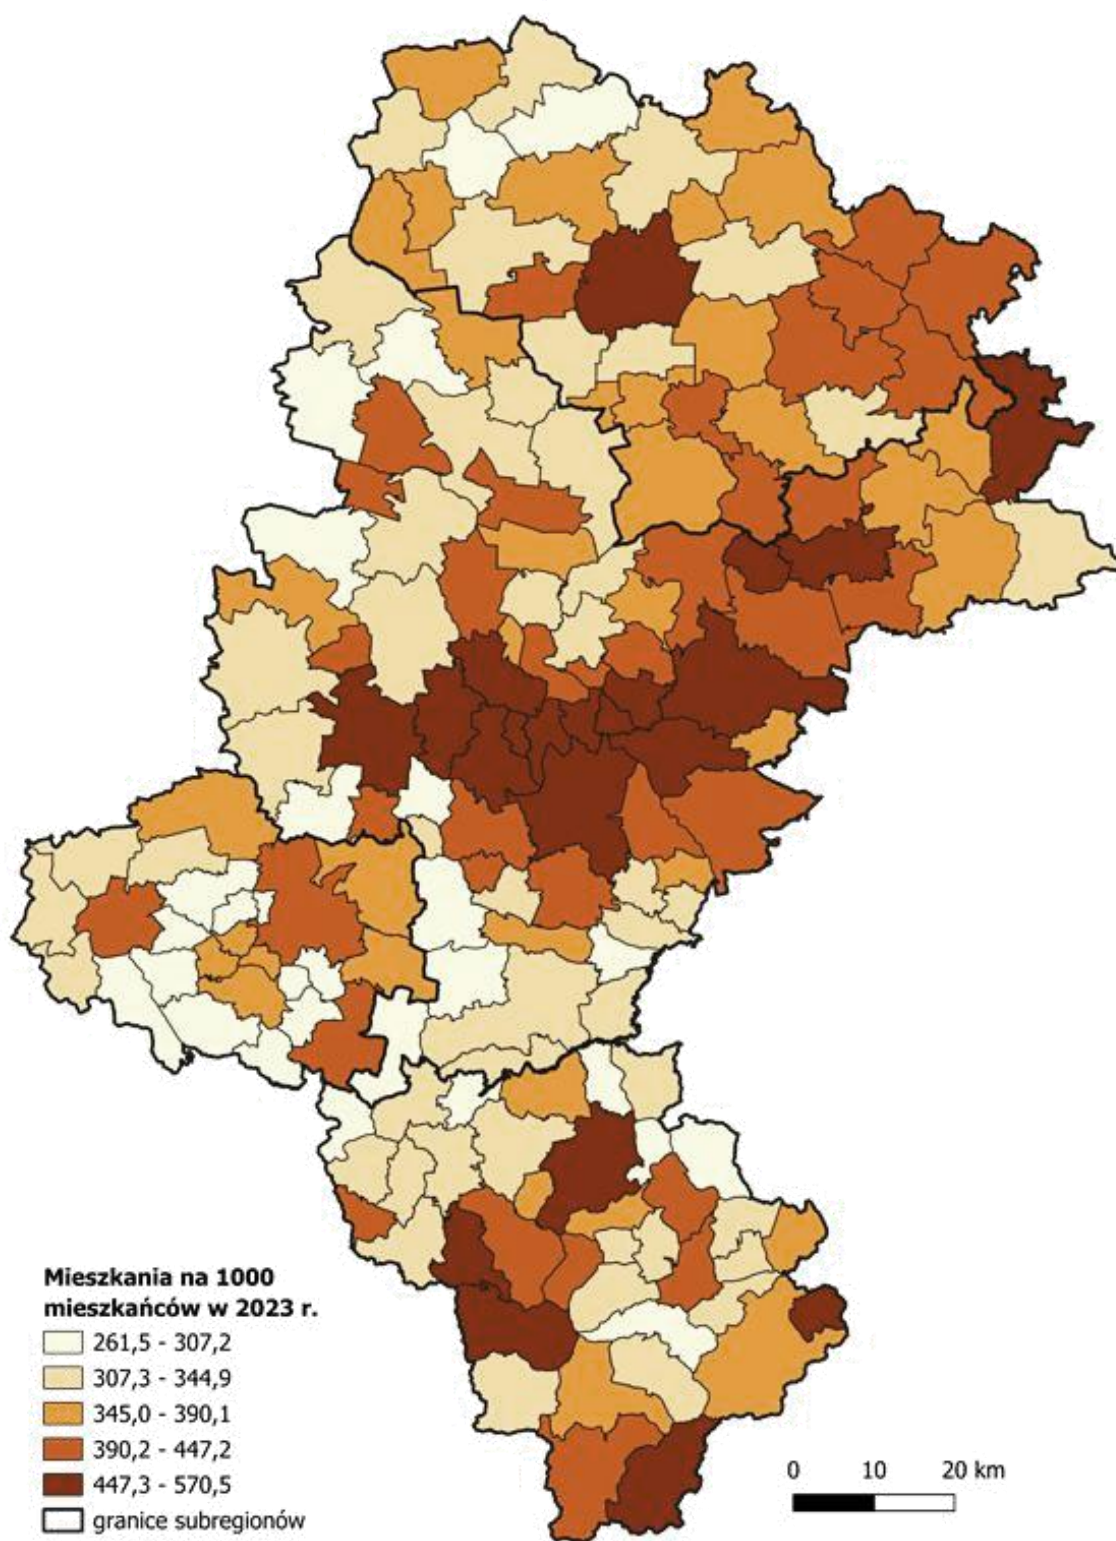 Mieszkania na 1000
mieszkańców w 2023 r.
261,5 - 307,2
307,3 - 344,9
345,0 - 390,1
390,2 - 447,2
447,3 - 570,5
granice subregionów
0 10 20 km